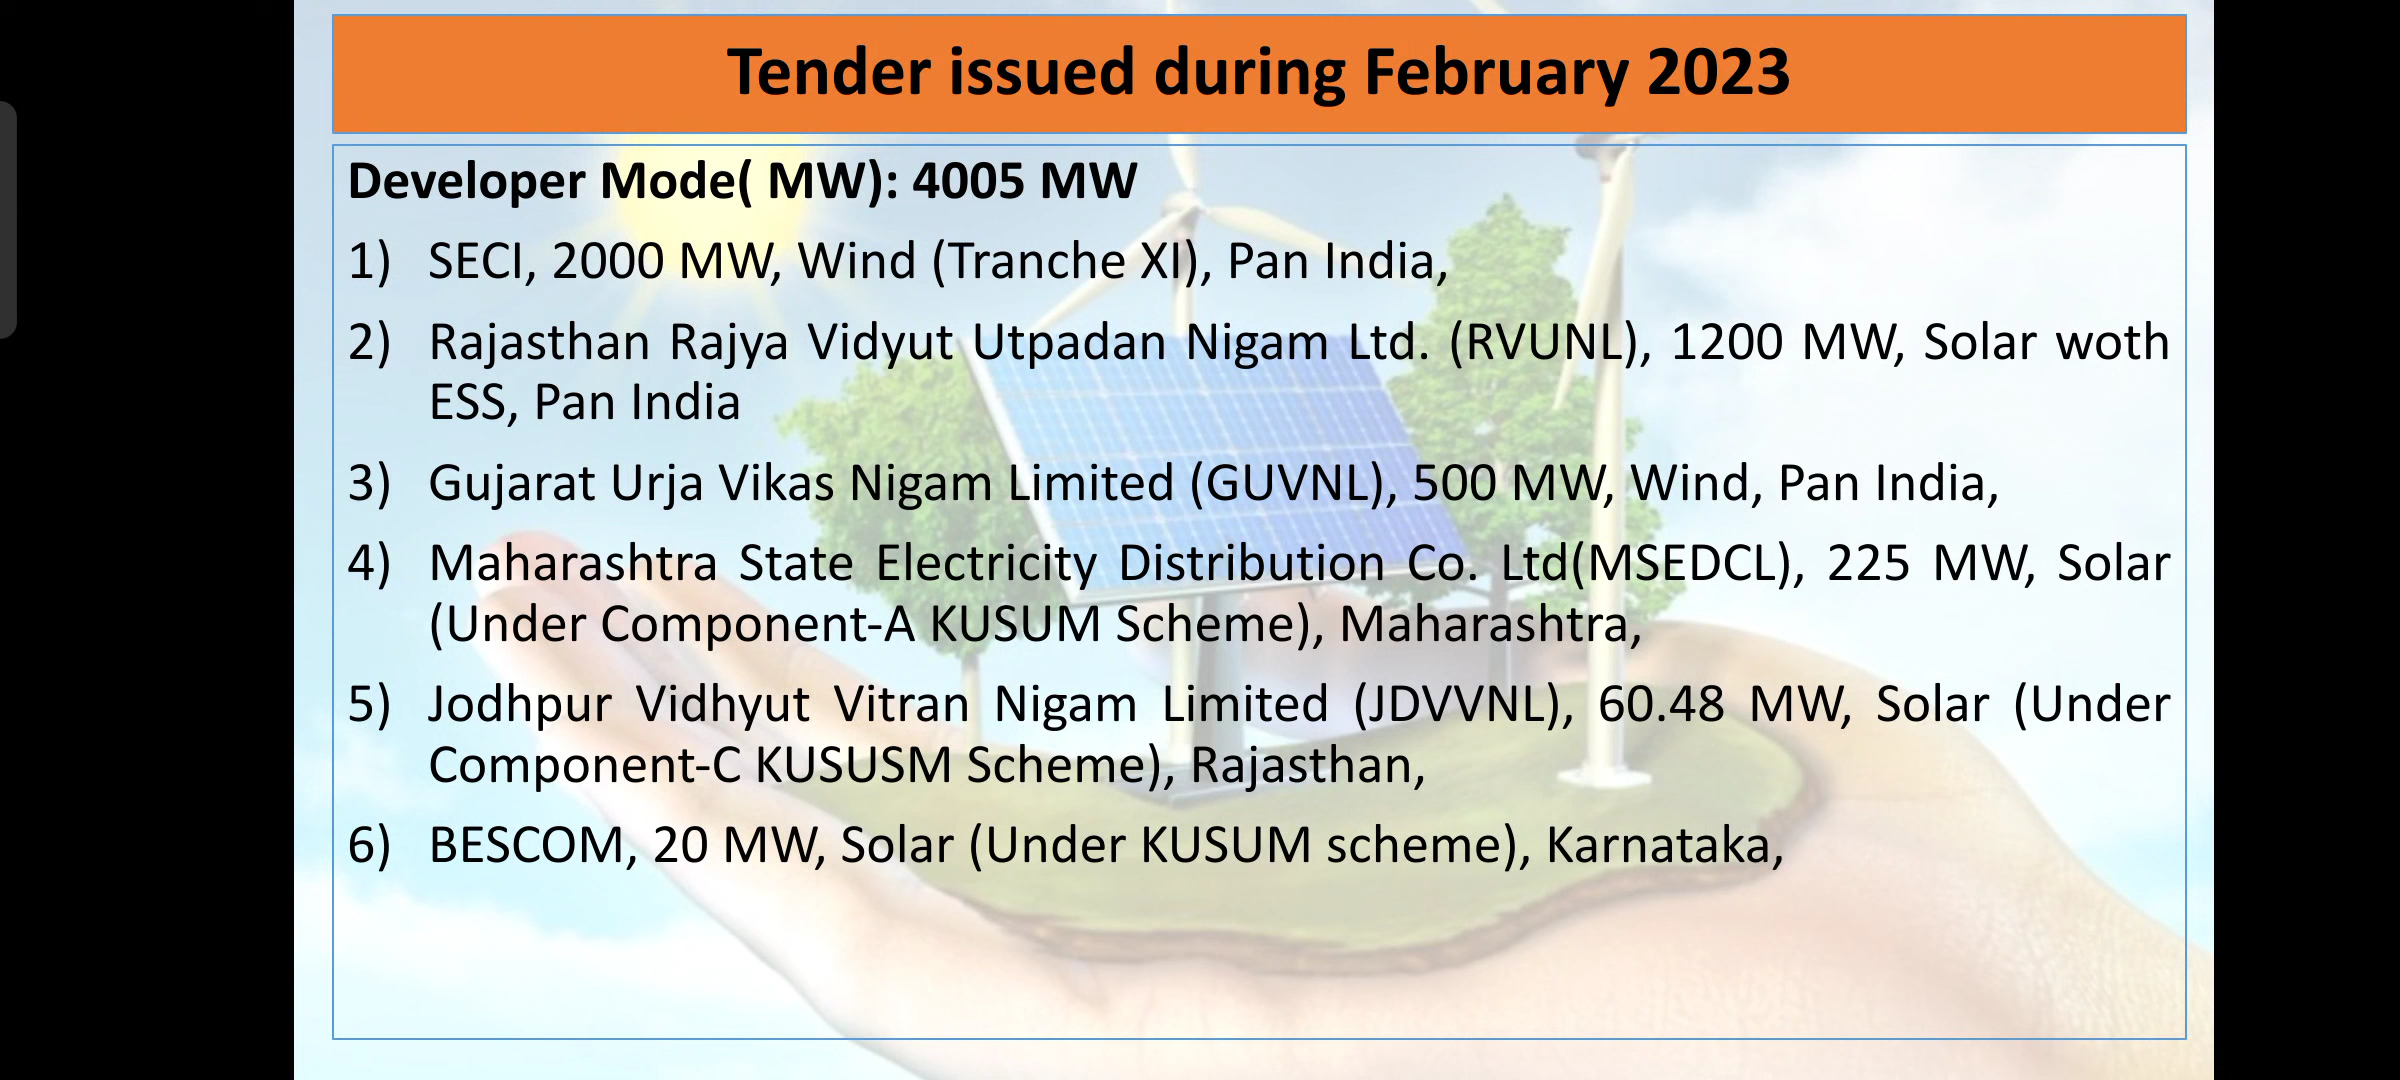 Tender issued during February 2023
Developer Mode( MW): 4005 MW
1) SECI, 2000 MW, Wind (Tranche XI), Pan India,
2) Rajasthan Rajya Vidyut Utpadan Nigam Ltd. (RVUNL), 1200 MW, Solar woth
ESS, Pan India
3) Gujarat Urja Vikas Nigam Limited (GUVNL), 500 MW, Wind, Pan India,
4) Maharashtra State Electricity Distribution Co. Ltd(MSEDCL), 225 MW, Solar
(Under Component-A KUSUM Scheme), Maharashtra,
5) Jodhpur Vidhyut Vitran Nigam Limited (JDVVNL), 60.48 MW, Solar (Under
Component-C KUSUSM Scheme), Rajasthan,
6) BESCOM, 20 MW, Solar (Under KUSUM scheme), Karnataka,